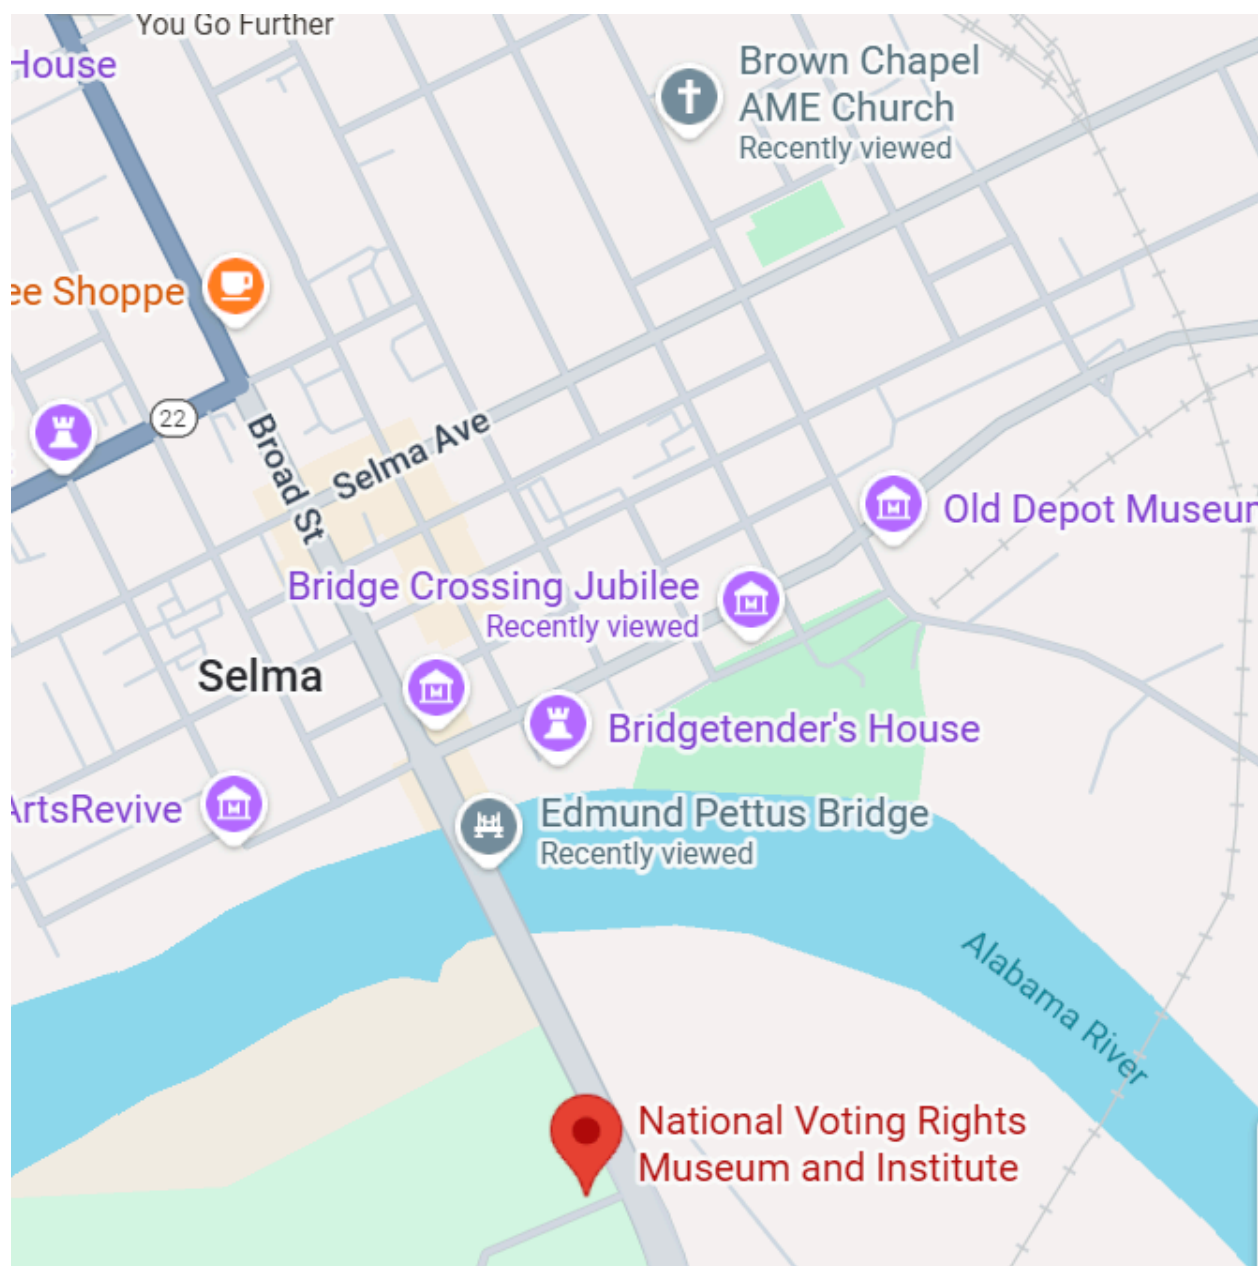 You Go Further
House
Brown Chapel
AME Church
Recently viewed
ee Shoppe
22
Broad St
Selma Ave
Old Depot Museum
Bridge Crossing Jubilee
Recently viewed
Selma
Bridgetender's House
ArtsRevive
Edmund Pettus Bridge
Recently viewed
Alabama River
National Voting Rights
Museum and Institute